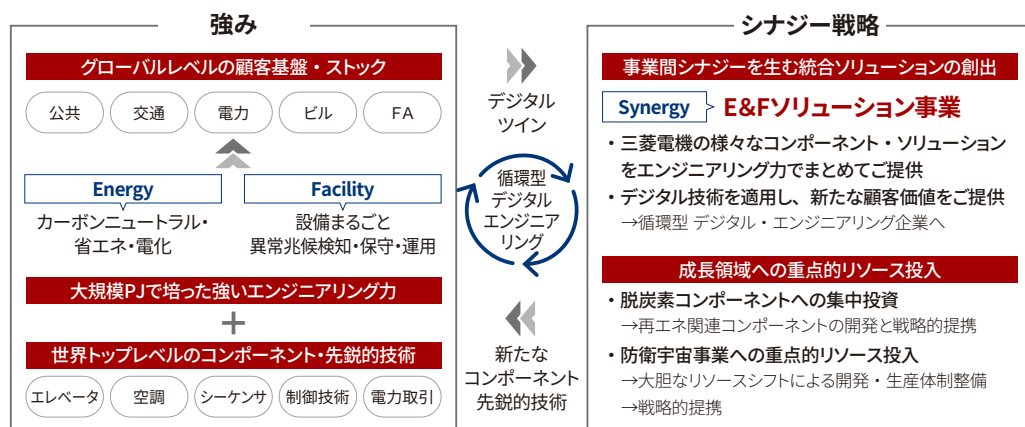 強み
グローバルレベルの顧客基盤・ストック
公共
交通
電力
ビル
FA
Energy
Facility
カーボンニュートラル・
省エネ・電化
設備まるごと
異常兆候検知・保守・運用
大規模PJで培った強いエンジニアリング力
+
世界トップレベルのコンポーネント・先鋭的技術
エレベータ
空調
シーケンサ
制御技術
電力取引
デジタル
ツイン
循環型
デジタル
エンジニア
リング
新たな
コンポーネント
先鋭的技術
シナジー戦略
事業間シナジーを生む統合ソリューションの創出
Synergy
E&Fソリューション事業
・三菱電機の様々なコンポーネント・ソリューション
をエンジニアリング力でまとめてご提供
・デジタル技術を適用し、新たな顧客価値をご提供
→循環型 デジタル・エンジニアリング企業へ
成長領域への重点的リソース投入
・脱炭素コンポーネントへの集中投資
→再エネ関連コンポーネントの開発と戦略的提携
・防衛宇宙事業への重点的リソース投入
→大胆なリソースシフトによる開発・生産体制整備
→戦略的提携